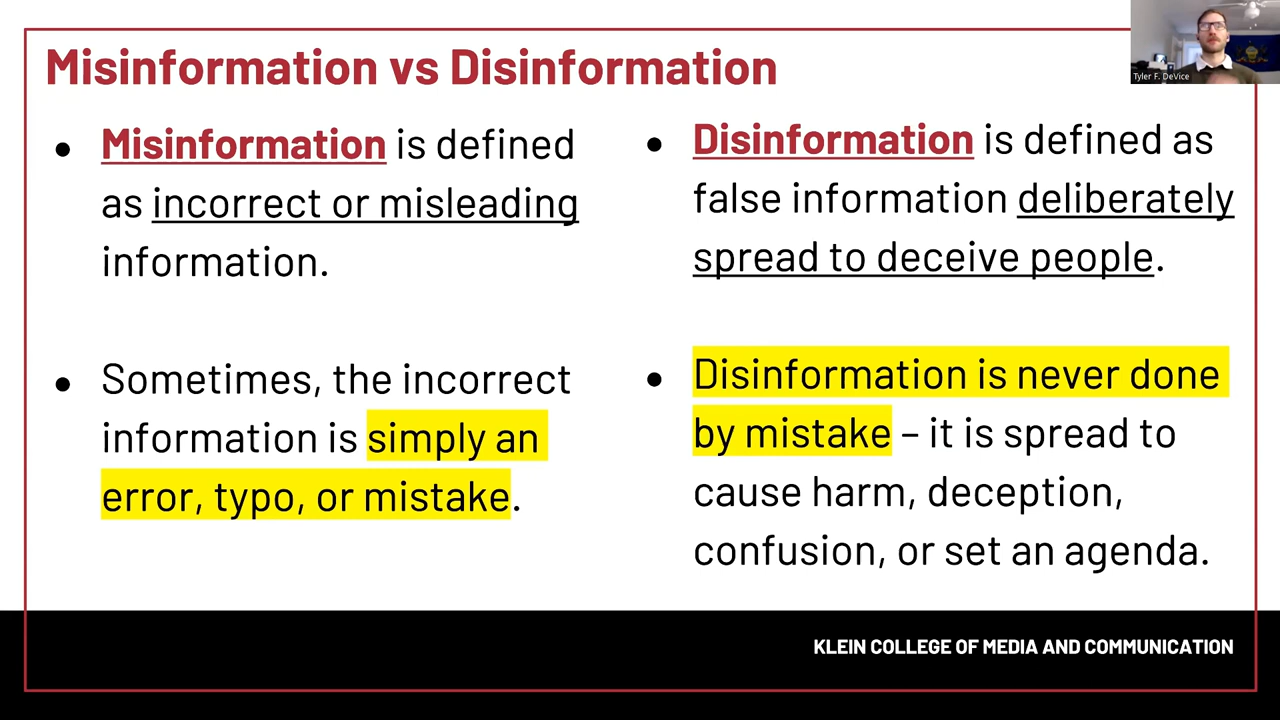 Misinformation vs Disinformation
Tyler F. DeVice
• Misinformation is defined
as incorrect or misleading
information.
• Sometimes, the incorrect
information is simply an
error, typo, or mistake.
• Disinformation is defined as
false information deliberately
spread to deceive people.
• Disinformation is never done
by mistake – it is spread to
cause harm, deception,
confusion, or set an agenda.
KLEIN COLLEGE OF MEDIA AND COMMUNICATION